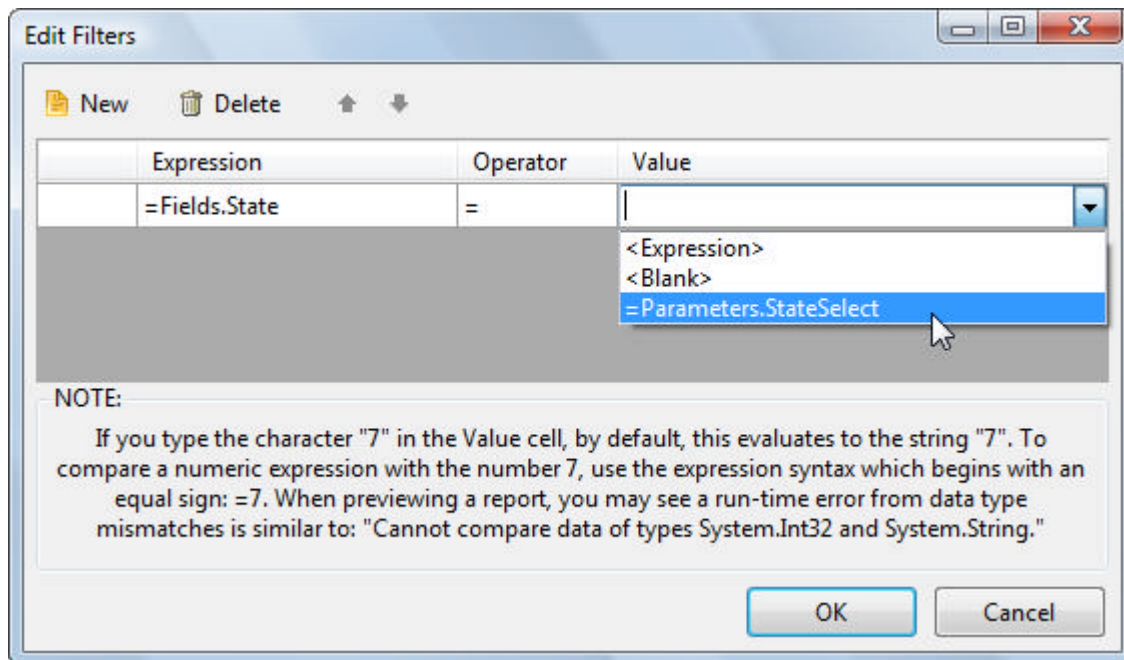 Edit Filters
New Delete
Expression Operator Value
=Fields.State =
<Expression>
<Blank>
=Parameters.StateSelect
NOTE:
If you type the character "7" in the Value cell, by default, this evaluates to the string "7". To
compare a numeric expression with the number 7, use the expression syntax which begins with an
equal sign: =7. When previewing a report, you may see a run-time error from data type
mismatches is similar to: "Cannot compare data of types System.Int32 and System.String."
OK Cancel